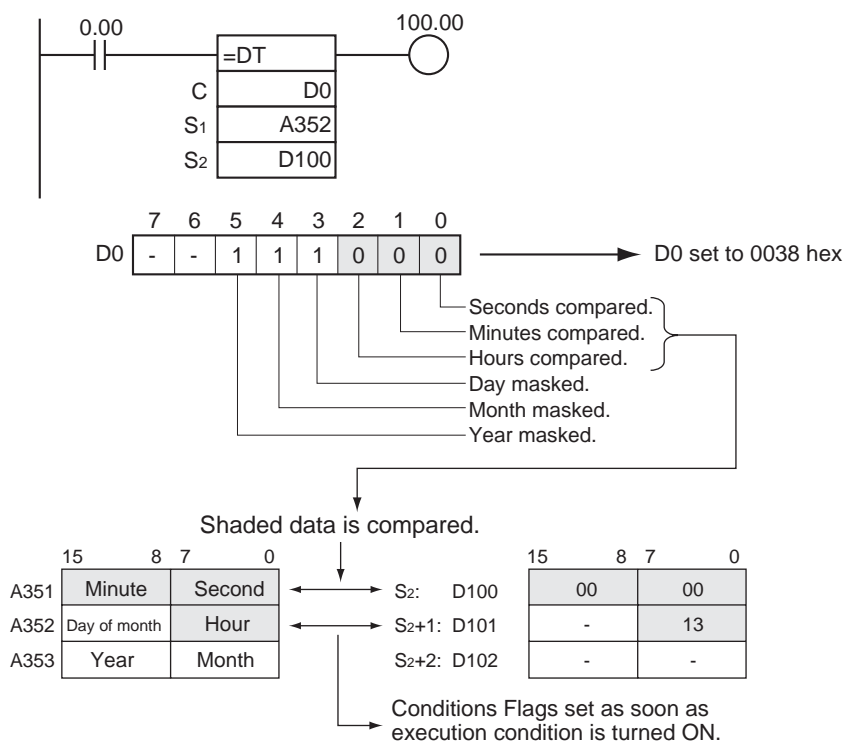 0.00 100.00
=DT
C D0
S1 A352
S2 D100
7 6 5 4 3 2 1 0
D0 - - 1 1 1 0 0 0 D0 set to 0038 hex
Seconds compared.
Minutes compared.
Hours compared.
Day masked.
Month masked.
Year masked.
Shaded data is compared.
15 8 7 0 15 8 7 0
A351 Minute Second S2: D100 00 00
A352 Day of month Hour S2+1: D101 - 13
A353 Year Month S2+2: D102 - -
Conditions Flags set as soon as
execution condition is turned ON.